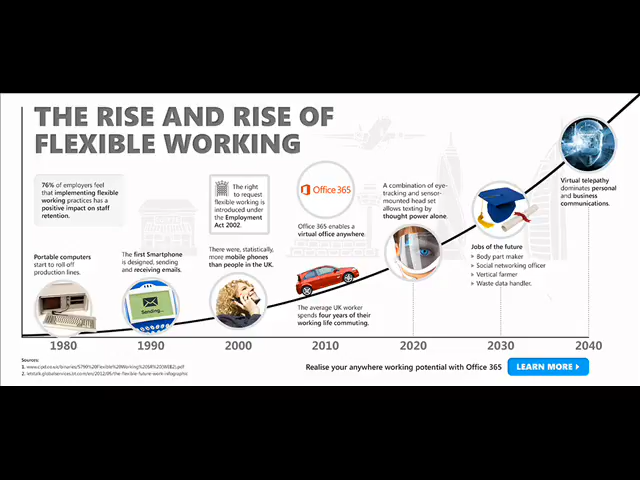 THE RISE AND RISE OF
FLEXIBLE WORKING
76% of employers feel
that implementing flexible
working practices has a
positive impact on staff
retention.
The right
to request
flexible working is
introduced under
the Employment
Act 2002.
Office 365
Office 365 enables a
virtual office anywhere.
A combination of eye-
tracking and sensor-
mounted head set
allows texting by
thought power alone.
Virtual telepathy
dominates personal
and business
communications.
Portable computers
start to roll off
production lines.
The first Smartphone
is designed, sending
and receiving emails.
There were, statistically,
more mobile phones
than people in the UK.
Jobs of the future
Body part maker
Social networking officer
Vertical farmer
Waste data handler.
Sending...
The average UK worker
spends four years of their
working life commuting.
1980
1990
2000
2010
2020
2030
2040
Sources:
Realise your anywhere working potential with Office 365
LEARN MORE